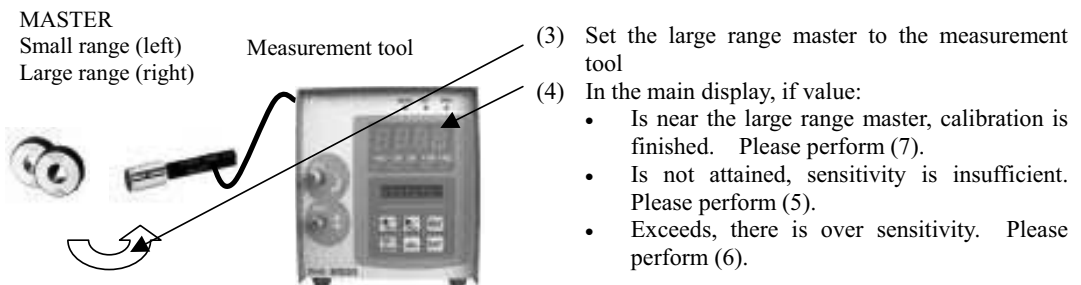 MASTER
Small range (left)
Large range (right)
Measurement tool
(3) Set the large range master to the measurement
tool
(4) In the main display, if value:
• Is near the large range master, calibration is
finished. Please perform (7).
• Is not attained, sensitivity is insufficient.
Please perform (5).
• Exceeds, there is over sensitivity. Please
perform (6).